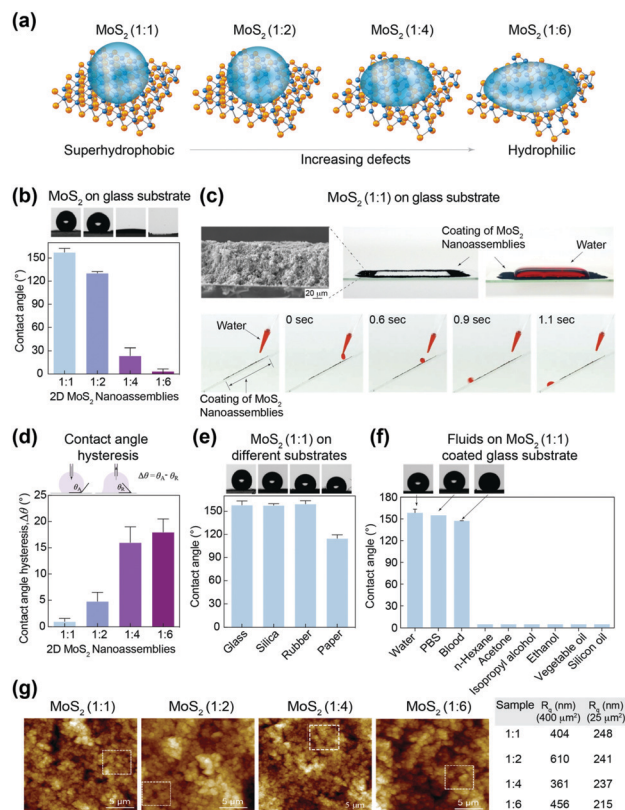 (a)
MoS2 (1:1) MoS2 (1:2) MoS2 (1:4) MoS2 (1:6)
Superhydrophobic Increasing defects Hydrophilic
(b) MoS2 on glass substrate
Contact angle (°)
150
120
90
60
30
0
1:1 1:2 1:4 1:6
2D MoS2 Nanoassemblies
(c) MoS2 (1:1) on glass substrate
Coating of MoS2
Nanoassemblies
Water
20 μm
Water
0 sec
0.6 sec
0.9 sec
1.1 sec
Coating of MoS2
Nanoassemblies
(d) Contact angle
hysteresis
Δθ = θA - θR
θA
θR
Contact angle hysteresis, Δθ (°)
25
20
15
10
5
0
1:1 1:2 1:4 1:6
2D MoS2 Nanoassemblies
(e) MoS2 (1:1) on
different substrates
Contact angle (°)
180
150
120
90
60
30
0
Glass
Silica
Rubber
Paper
(f) Fluids on MoS2 (1:1)
coated glass substrate
Contact angle (°)
180
150
120
90
60
30
0
Water
PBS
Blood
n-Hexane
Acetone
Isopropyl alcohol
Ethanol
Vegetable oil
Silicon oil
(g)
MoS2 (1:1) MoS2 (1:2) MoS2 (1:4) MoS2 (1:6)
5 μm 5 μm 5 μm 5 μm
Sample Rq (nm) Rq (nm)
(400 μm2) (25 μm2)
1:1 404 248
1:2 610 241
1:4 361 237
1:6 456 215